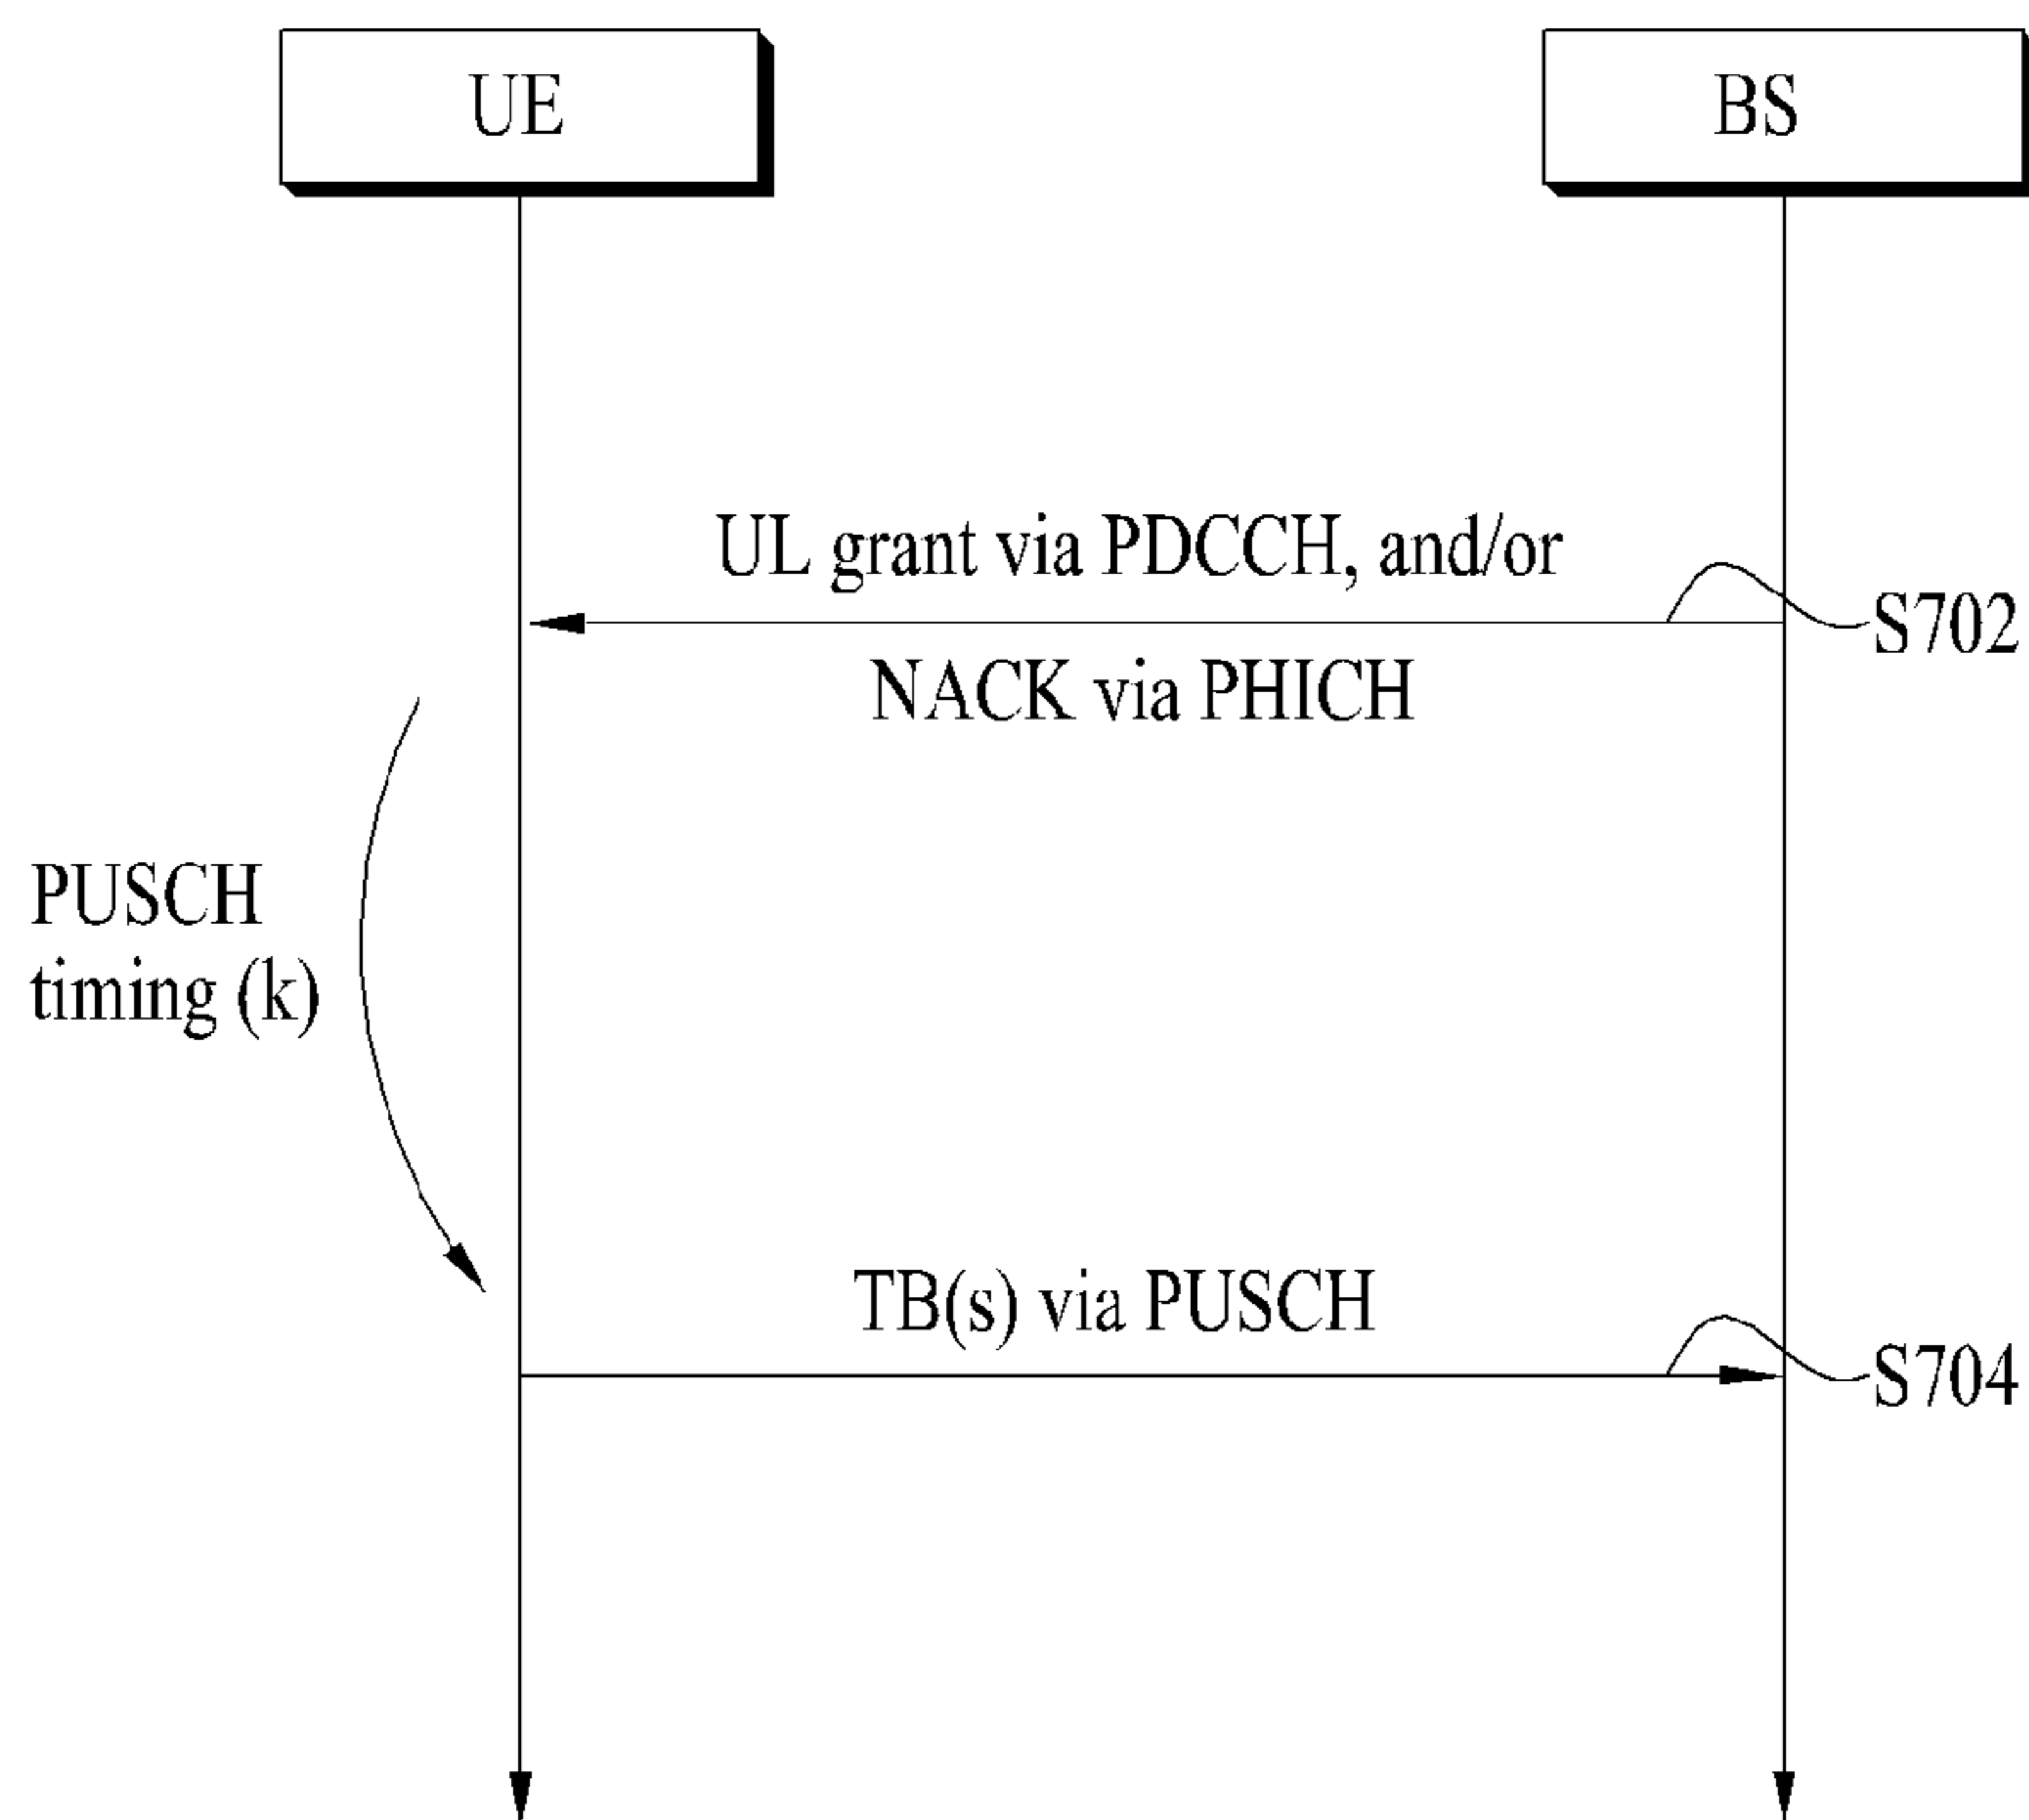 UE
BS
UL grant via PDCCH, and/or
S702
NACK via PHICH
PUSCH
timing (k)
TB(s) via PUSCH
S704